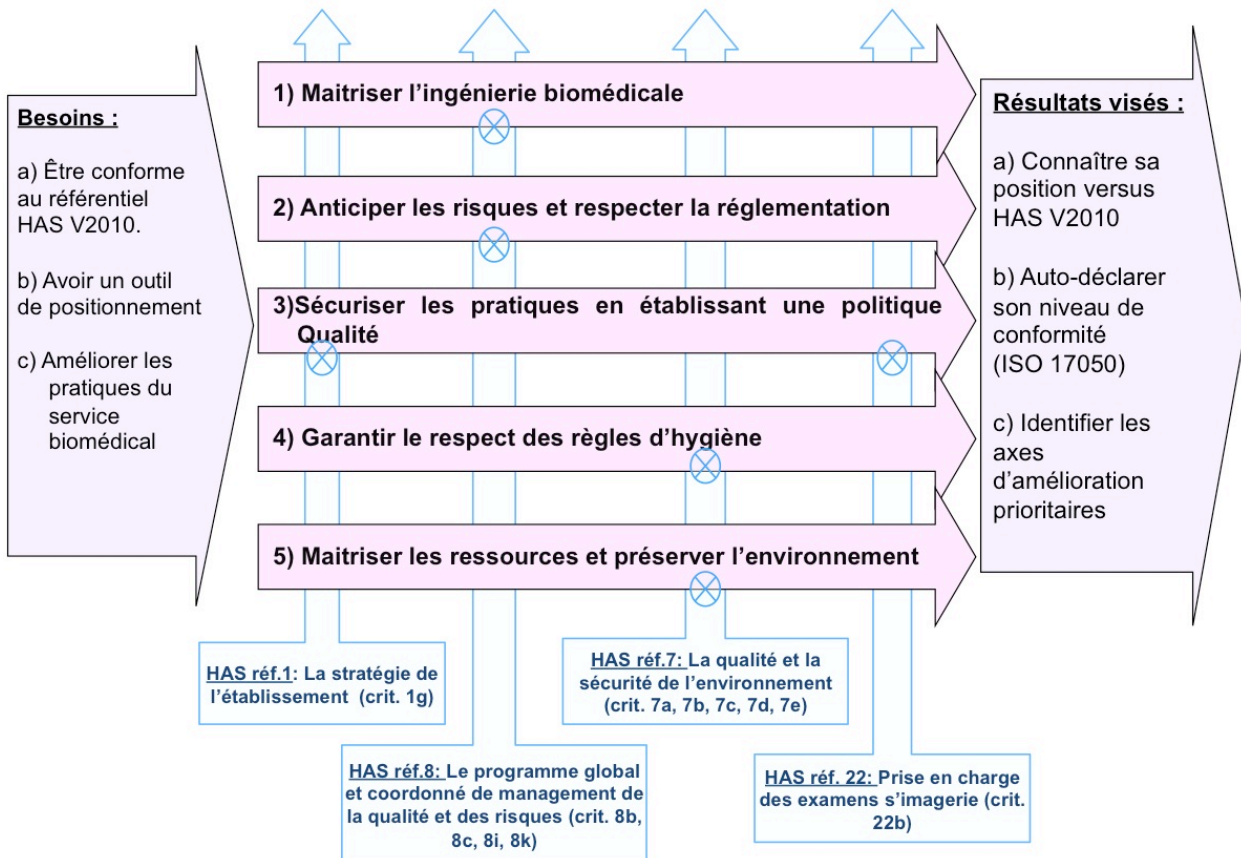 Besoins :
a) Être conforme
au référentiel
HAS V2010.
b) Avoir un outil
de positionnement
c) Améliorer les
pratiques du
service
biomédical
1) Maitriser l'ingénierie biomédicale
2) Anticiper les risques et respecter la réglementation
3)Sécuriser les pratiques en établissant une politique
Qualité
4) Garantir le respect des règles d'hygiène
5) Maitriser les ressources et préserver l'environnement
Résultats visés :
a) Connaître sa
position versus
HAS V2010
b) Auto-déclarer
son niveau de
conformité
(ISO 17050)
c) Identifier les
axes
d'amélioration
prioritaires
HAS réf.1: La stratégie de
l'établissement (crit. 1g)
HAS réf.7: La qualité et la
sécurité de l'environnement
(crit. 7a, 7b, 7c, 7d, 7e)
HAS réf.8: Le programme global
et coordonné de management de
la qualité et des risques (crit. 8b,
8c, 8i, 8k)
HAS réf. 22: Prise en charge
des examens s'imagerie (crit.
22b)